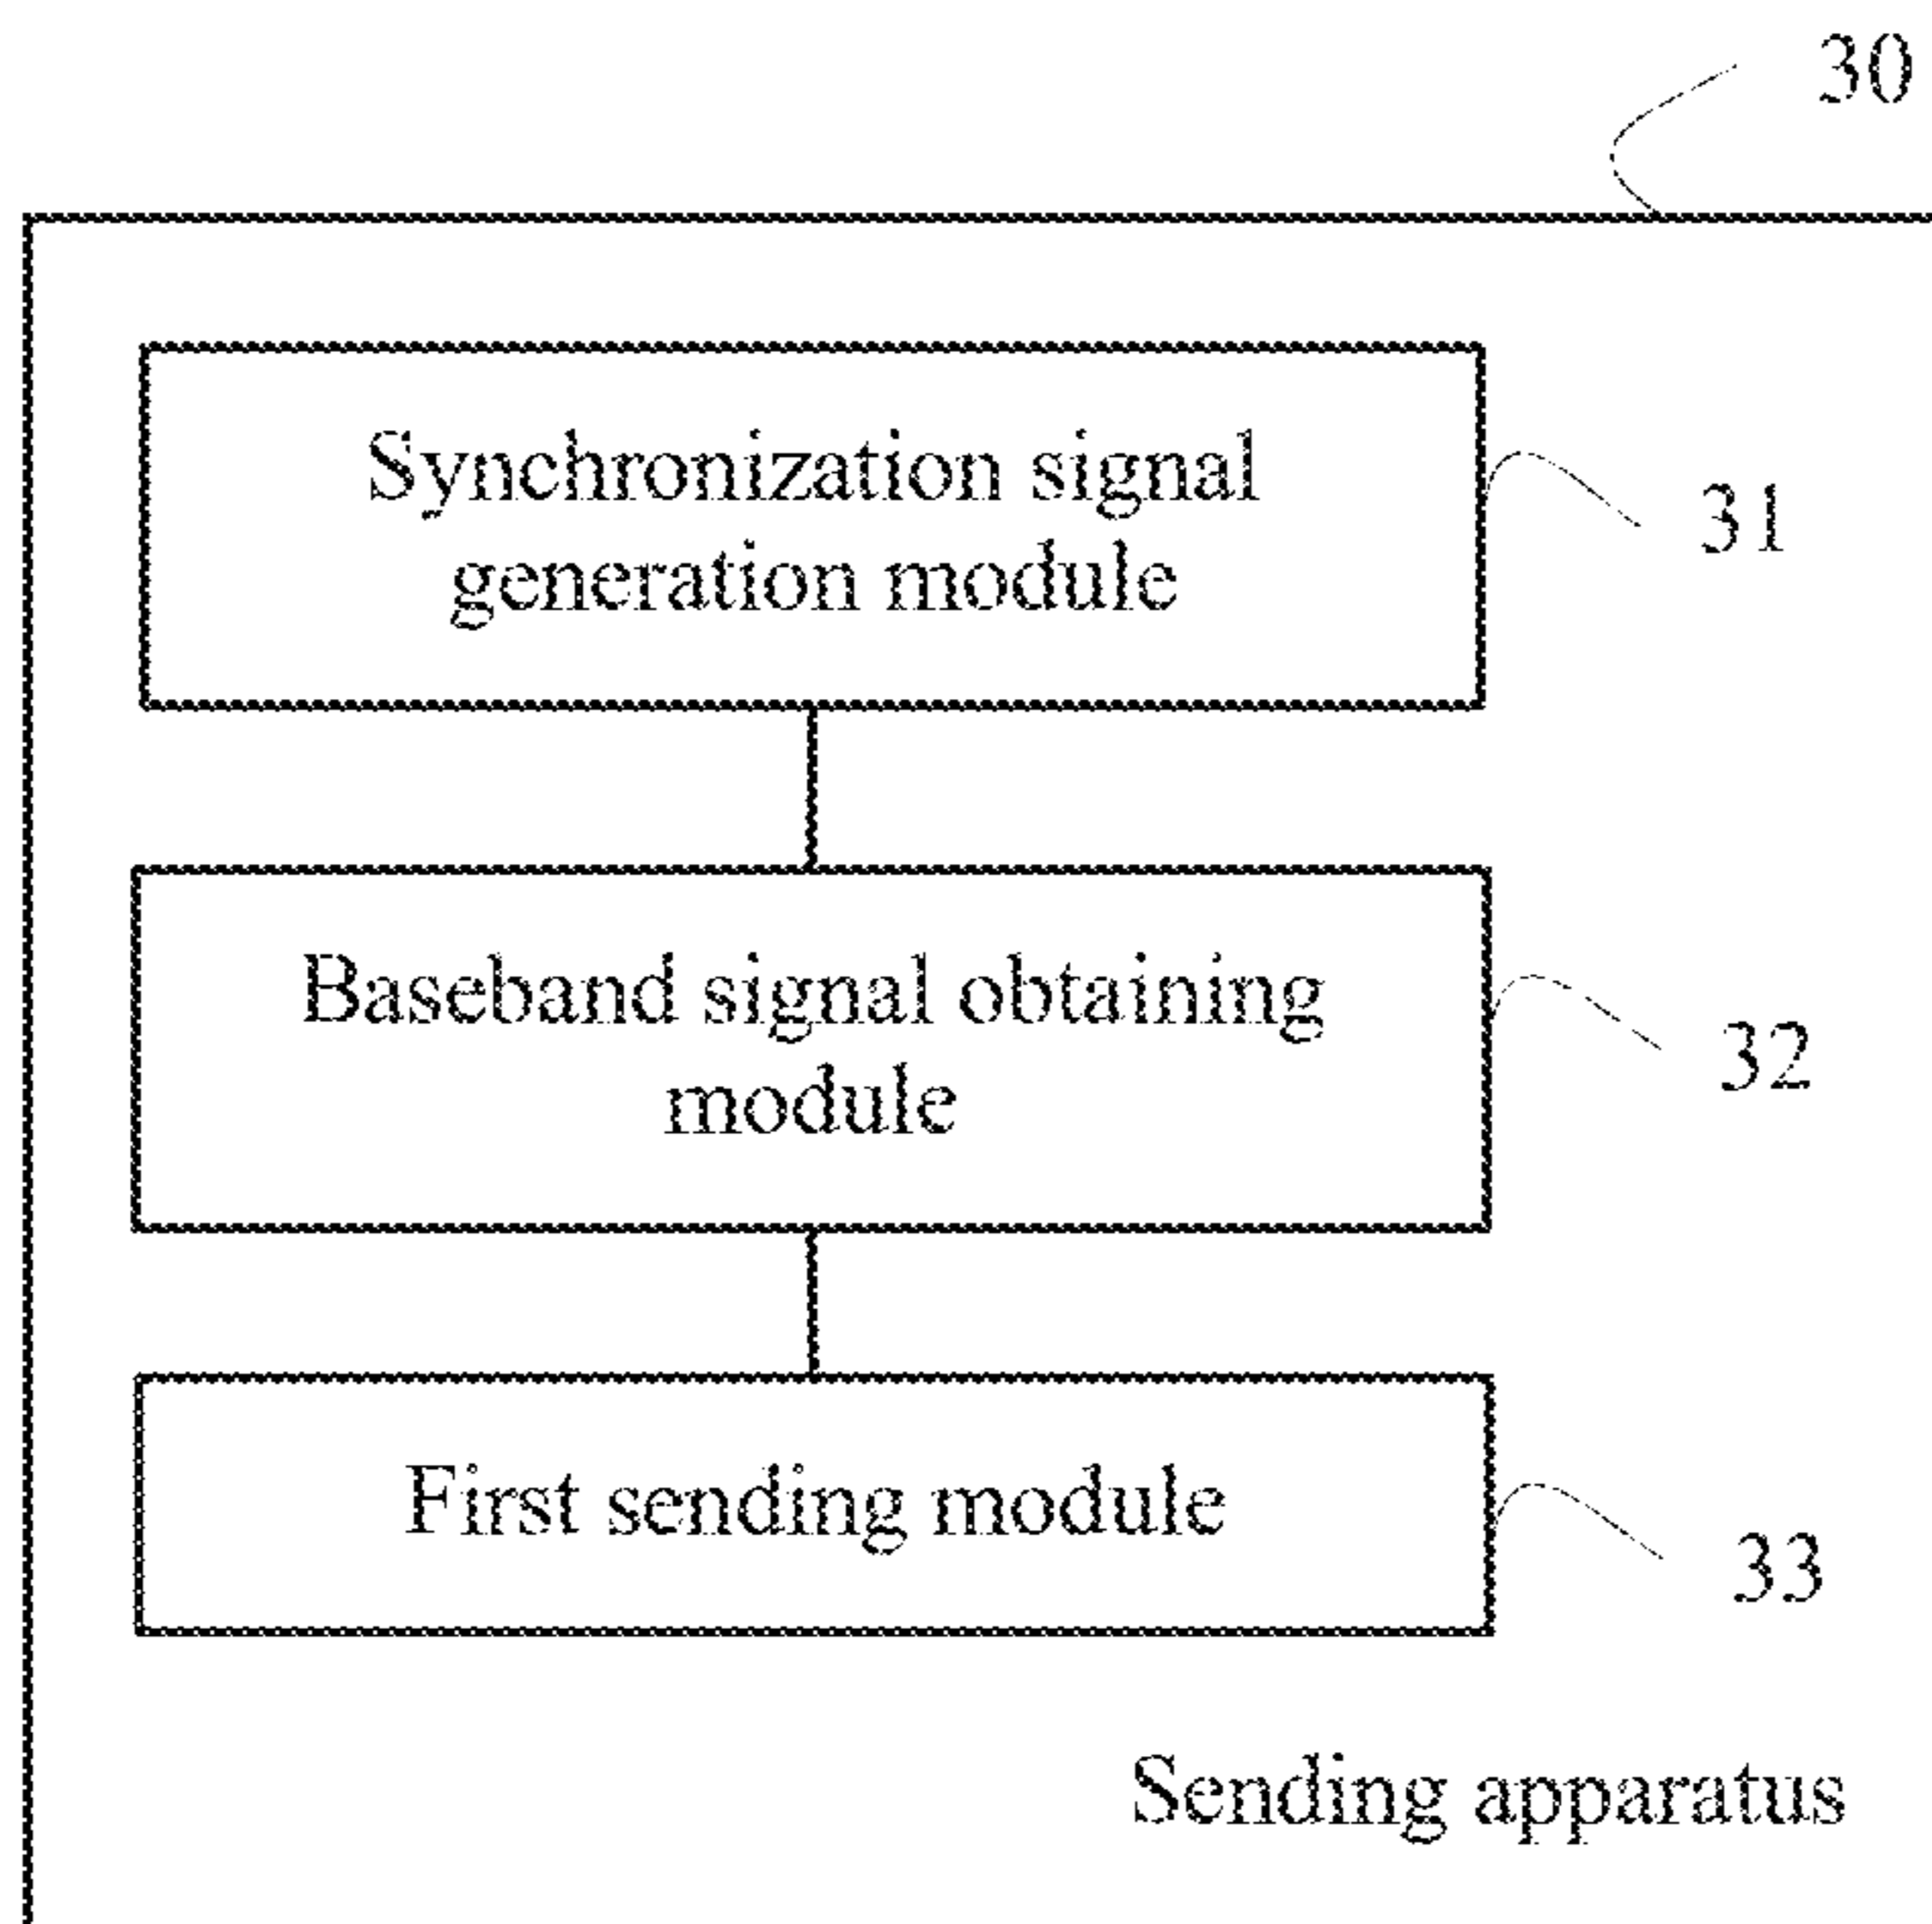 30
Synchronization signal
generation module
31
Baseband signal obtaining
module
32
First sending module
33
Sending apparatus